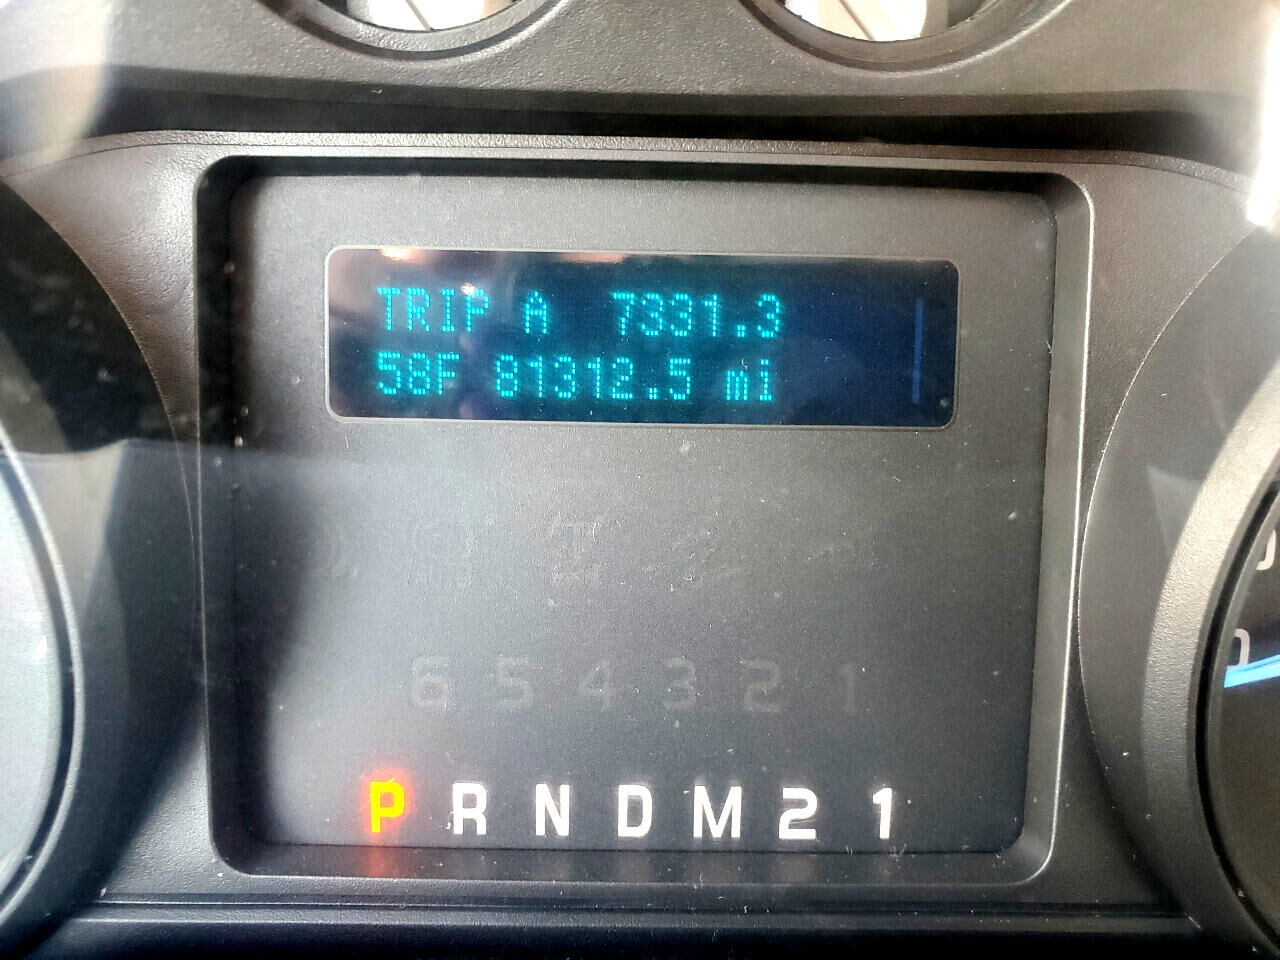 TRIP A 7331.3
58F 81312.5 mi
6 5 4 3 2 1
P R N D M 2 1